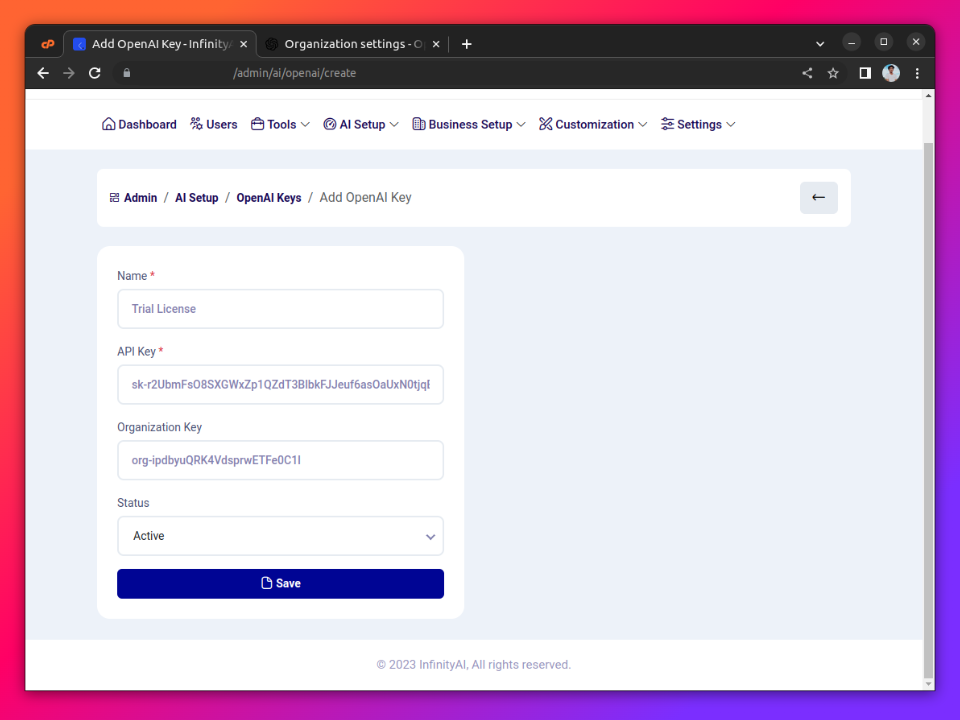 Add OpenAI Key - Infinity
Organization settings - O
/admin/ai/openai/create
Dashboard Users Tools AI Setup Business Setup Customization Settings
Admin / AI Setup / OpenAI Keys / Add OpenAI Key
Name *
Trial License
API Key *
sk-r2UbmFsO8SXGWxZp1QZdT3BlbkFJJeuf6asOaUxN0tjq
Organization Key
org-ipdbyuQRK4VdsprwETFe0C1I
Status
Active
Save
© 2023 InfinityAI, All rights reserved.